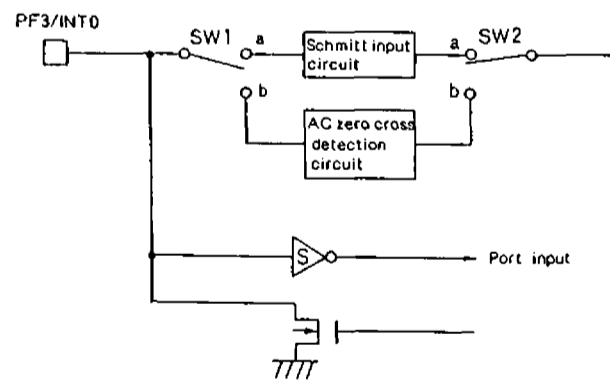 PF3/INT0
SW1
a
b
Schmitt input
circuit
a
SW2
b
AC zero cross
detection
circuit
S
Port input